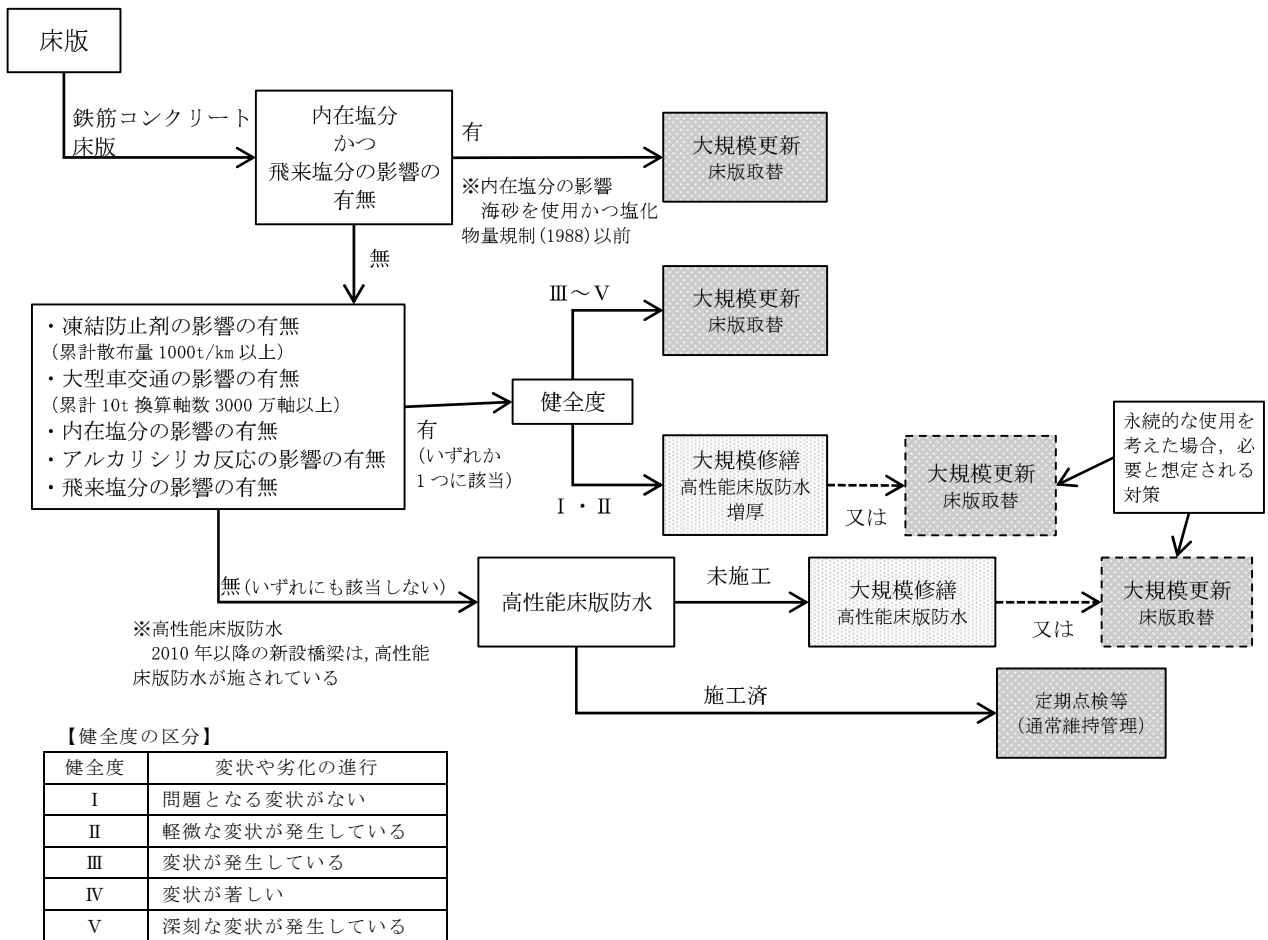 床版
鉄筋コンクリート
床版
内在塩分
かつ
飛来塩分の影響の
有無
有
※内在塩分の影響
海砂を使用かつ塩化
物量規制(1988)以前
大規模更新
床版取替
無
・凍結防止剤の影響の有無
(累計散布量 1000t/km 以上)
・大型車交通の影響の有無
(累計 10t 換算軸数 3000 万軸以上)
・内在塩分の影響の有無
・アルカリシリカ反応の影響の有無
・飛来塩分の影響の有無
有
(いずれか
1つに該当)
健全度
Ⅲ～Ⅴ
大規模更新
床版取替
Ⅰ・Ⅱ
大規模修繕
高性能床版防水
増厚
又は
大規模更新
床版取替
永続的な使用を
考えた場合，必
要と想定される
対策
無(いずれにも該当しない)
※高性能床版防水
2010 年以降の新設橋梁は，高性能
床版防水が施されている
高性能床版防水
未施工
大規模修繕
高性能床版防水
又は
大規模更新
床版取替
施工済
定期点検等
(通常維持管理)
【健全度の区分】
健全度 変状や劣化の進行
Ⅰ 問題となる変状がない
Ⅱ 軽微な変状が発生している
Ⅲ 変状が発生している
Ⅳ 変状が著しい
Ⅴ 深刻な変状が発生している